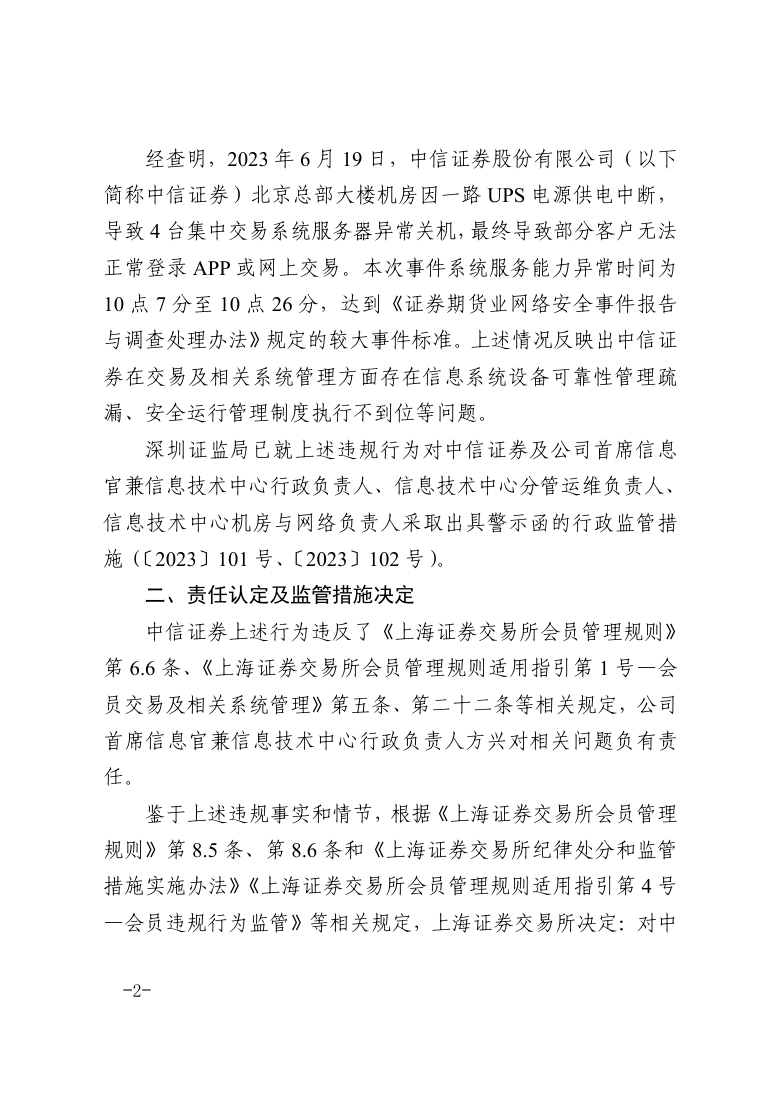 经查明，2023 年 6 月 19 日，中信证券股份有限公司（以下
简称中信证券）北京总部大楼机房因一路 UPS 电源供电中断，
导致 4 台集中交易系统服务器异常关机，最终导致部分客户无法
正常登录 APP 或网上交易。本次事件系统服务能力异常时间为
10 点 7 分至 10 点 26 分，达到《证券期货业网络安全事件报告
与调查处理办法》规定的较大事件标准。上述情况反映出中信证
券在交易及相关系统管理方面存在信息系统设备可靠性管理疏
漏、安全运行管理制度执行不到位等问题。
深圳证监局已就上述违规行为对中信证券及公司首席信息
官兼信息技术中心行政负责人、信息技术中心分管运维负责人、
信息技术中心机房与网络负责人采取出具警示函的行政监管措
施（〔2023〕101 号、〔2023〕102 号）。
二、责任认定及监管措施决定
中信证券上述行为违反了《上海证券交易所会员管理规则》
第 6.6 条、《上海证券交易所会员管理规则适用指引第 1 号—会
员交易及相关系统管理》第五条、第二十二条等相关规定，公司
首席信息官兼信息技术中心行政负责人方兴对相关问题负有责
任。
鉴于上述违规事实和情节，根据《上海证券交易所会员管理
规则》第 8.5 条、第 8.6 条和《上海证券交易所纪律处分和监管
措施实施办法》《上海证券交易所会员管理规则适用指引第 4 号
—会员违规行为监管》等相关规定，上海证券交易所决定：对中
-2-